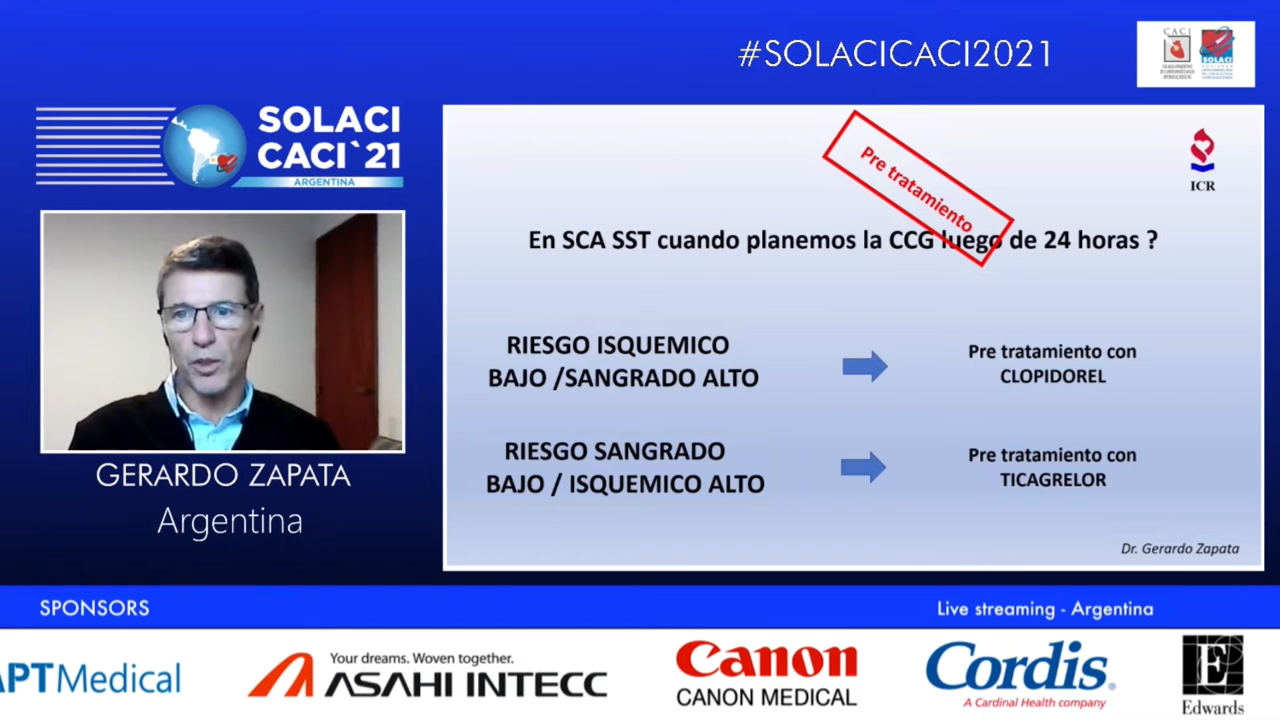 #SOLACICACI2021
CACI
SOLACI
SOLACI
CACI`21
ARGENTINA
GERARDO ZAPATA
Argentina
Pre tratamiento
ICR
En SCA SST cuando planemos la CCG luego de 24 horas ?
RIESGO ISQUEMICO
BAJO /SANGRADO ALTO
Pre tratamiento con
CLOPIDOREL
RIESGO SANGRADO
BAJO / ISQUEMICO ALTO
Pre tratamiento con
TICAGRELOR
Dr. Gerardo Zapata
SPONSORS
Live streaming - Argentina
APTMedical
Your dreams. Woven together.
ASAHI INTECC
Canon
CANON MEDICAL
Cordis®
A Cardinal Health company
E
Edwards